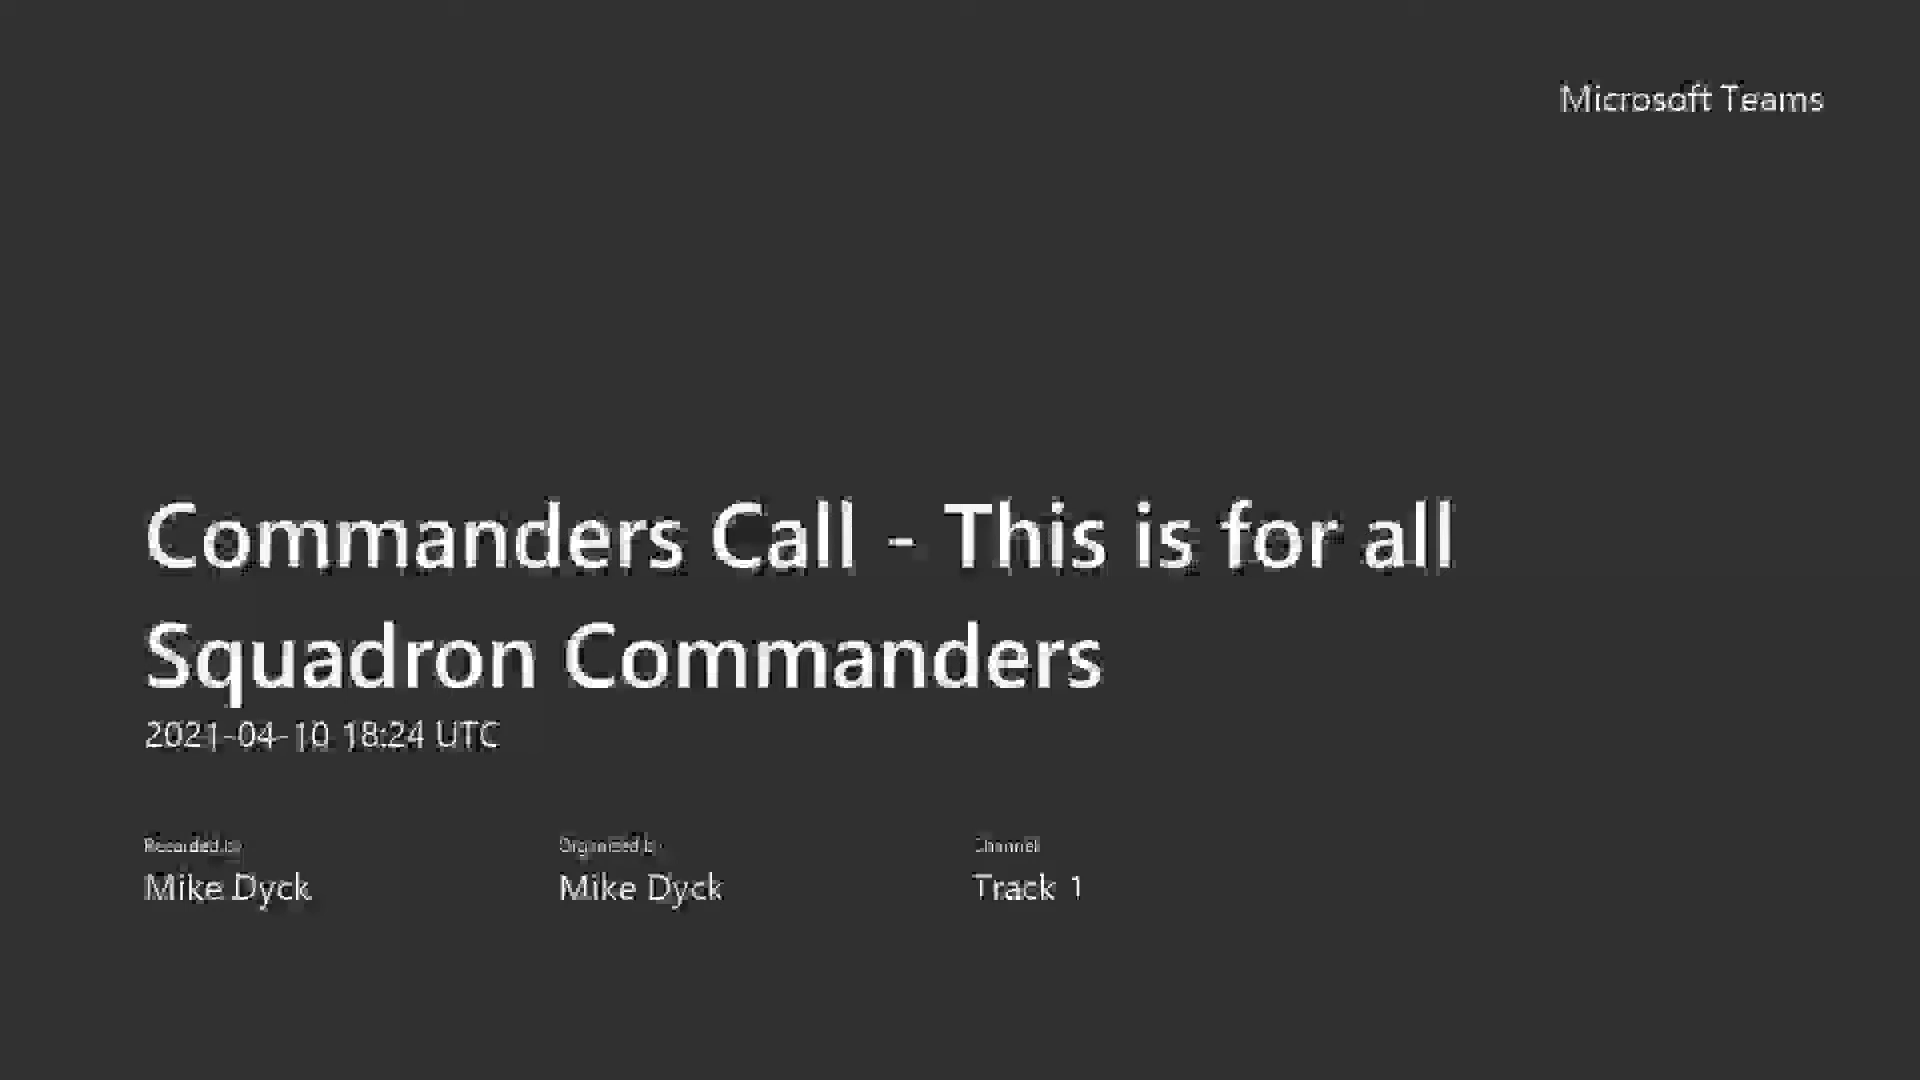 Microsoft Teams
Commanders Call - This is for all
Squadron Commanders
2021-04-10 18:24 UTC
Recorded by
Organized by
Channel
Mike Dyck
Mike Dyck
Track 1